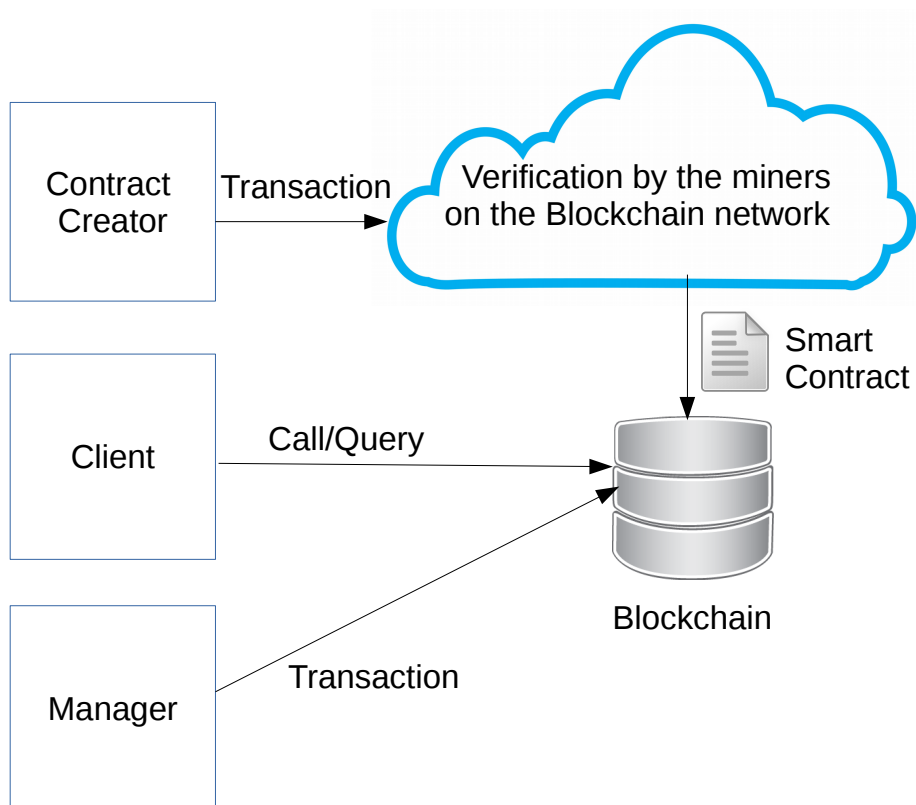 Contract
Creator
Transaction
Verification by the miners
on the Blockchain network
Smart
Contract
Client
Call/Query
Blockchain
Manager
Transaction